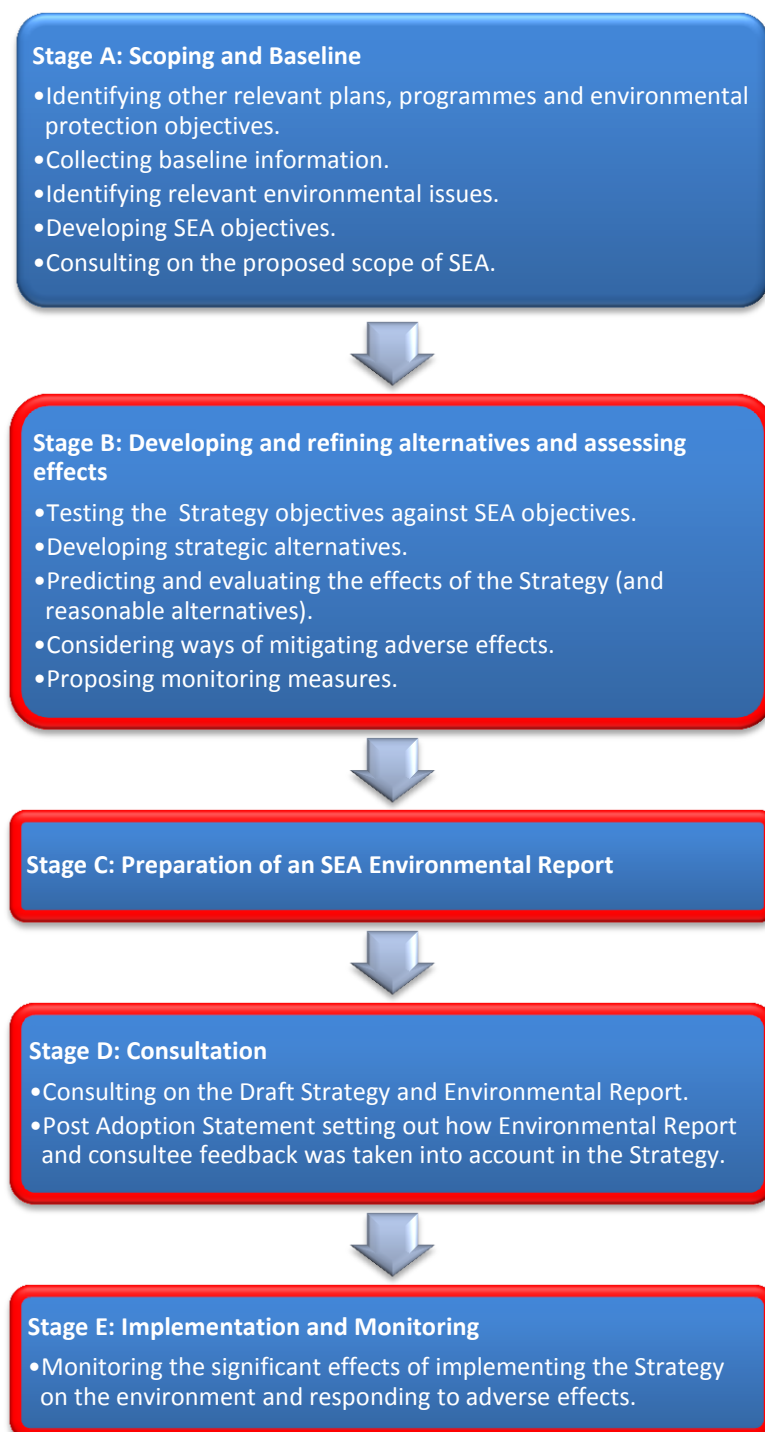 Stage A: Scoping and Baseline
•Identifying other relevant plans, programmes and environmental
protection objectives.
•Collecting baseline information.
•Identifying relevant environmental issues.
•Developing SEA objectives.
•Consulting on the proposed scope of SEA.
Stage B: Developing and refining alternatives and assessing
effects
•Testing the Strategy objectives against SEA objectives.
•Developing strategic alternatives.
•Predicting and evaluating the effects of the Strategy (and
reasonable alternatives).
•Considering ways of mitigating adverse effects.
•Proposing monitoring measures.
Stage C: Preparation of an SEA Environmental Report
Stage D: Consultation
•Consulting on the Draft Strategy and Environmental Report.
•Post Adoption Statement setting out how Environmental Report
and consultee feedback was taken into account in the Strategy.
Stage E: Implementation and Monitoring
•Monitoring the significant effects of implementing the Strategy
on the environment and responding to adverse effects.